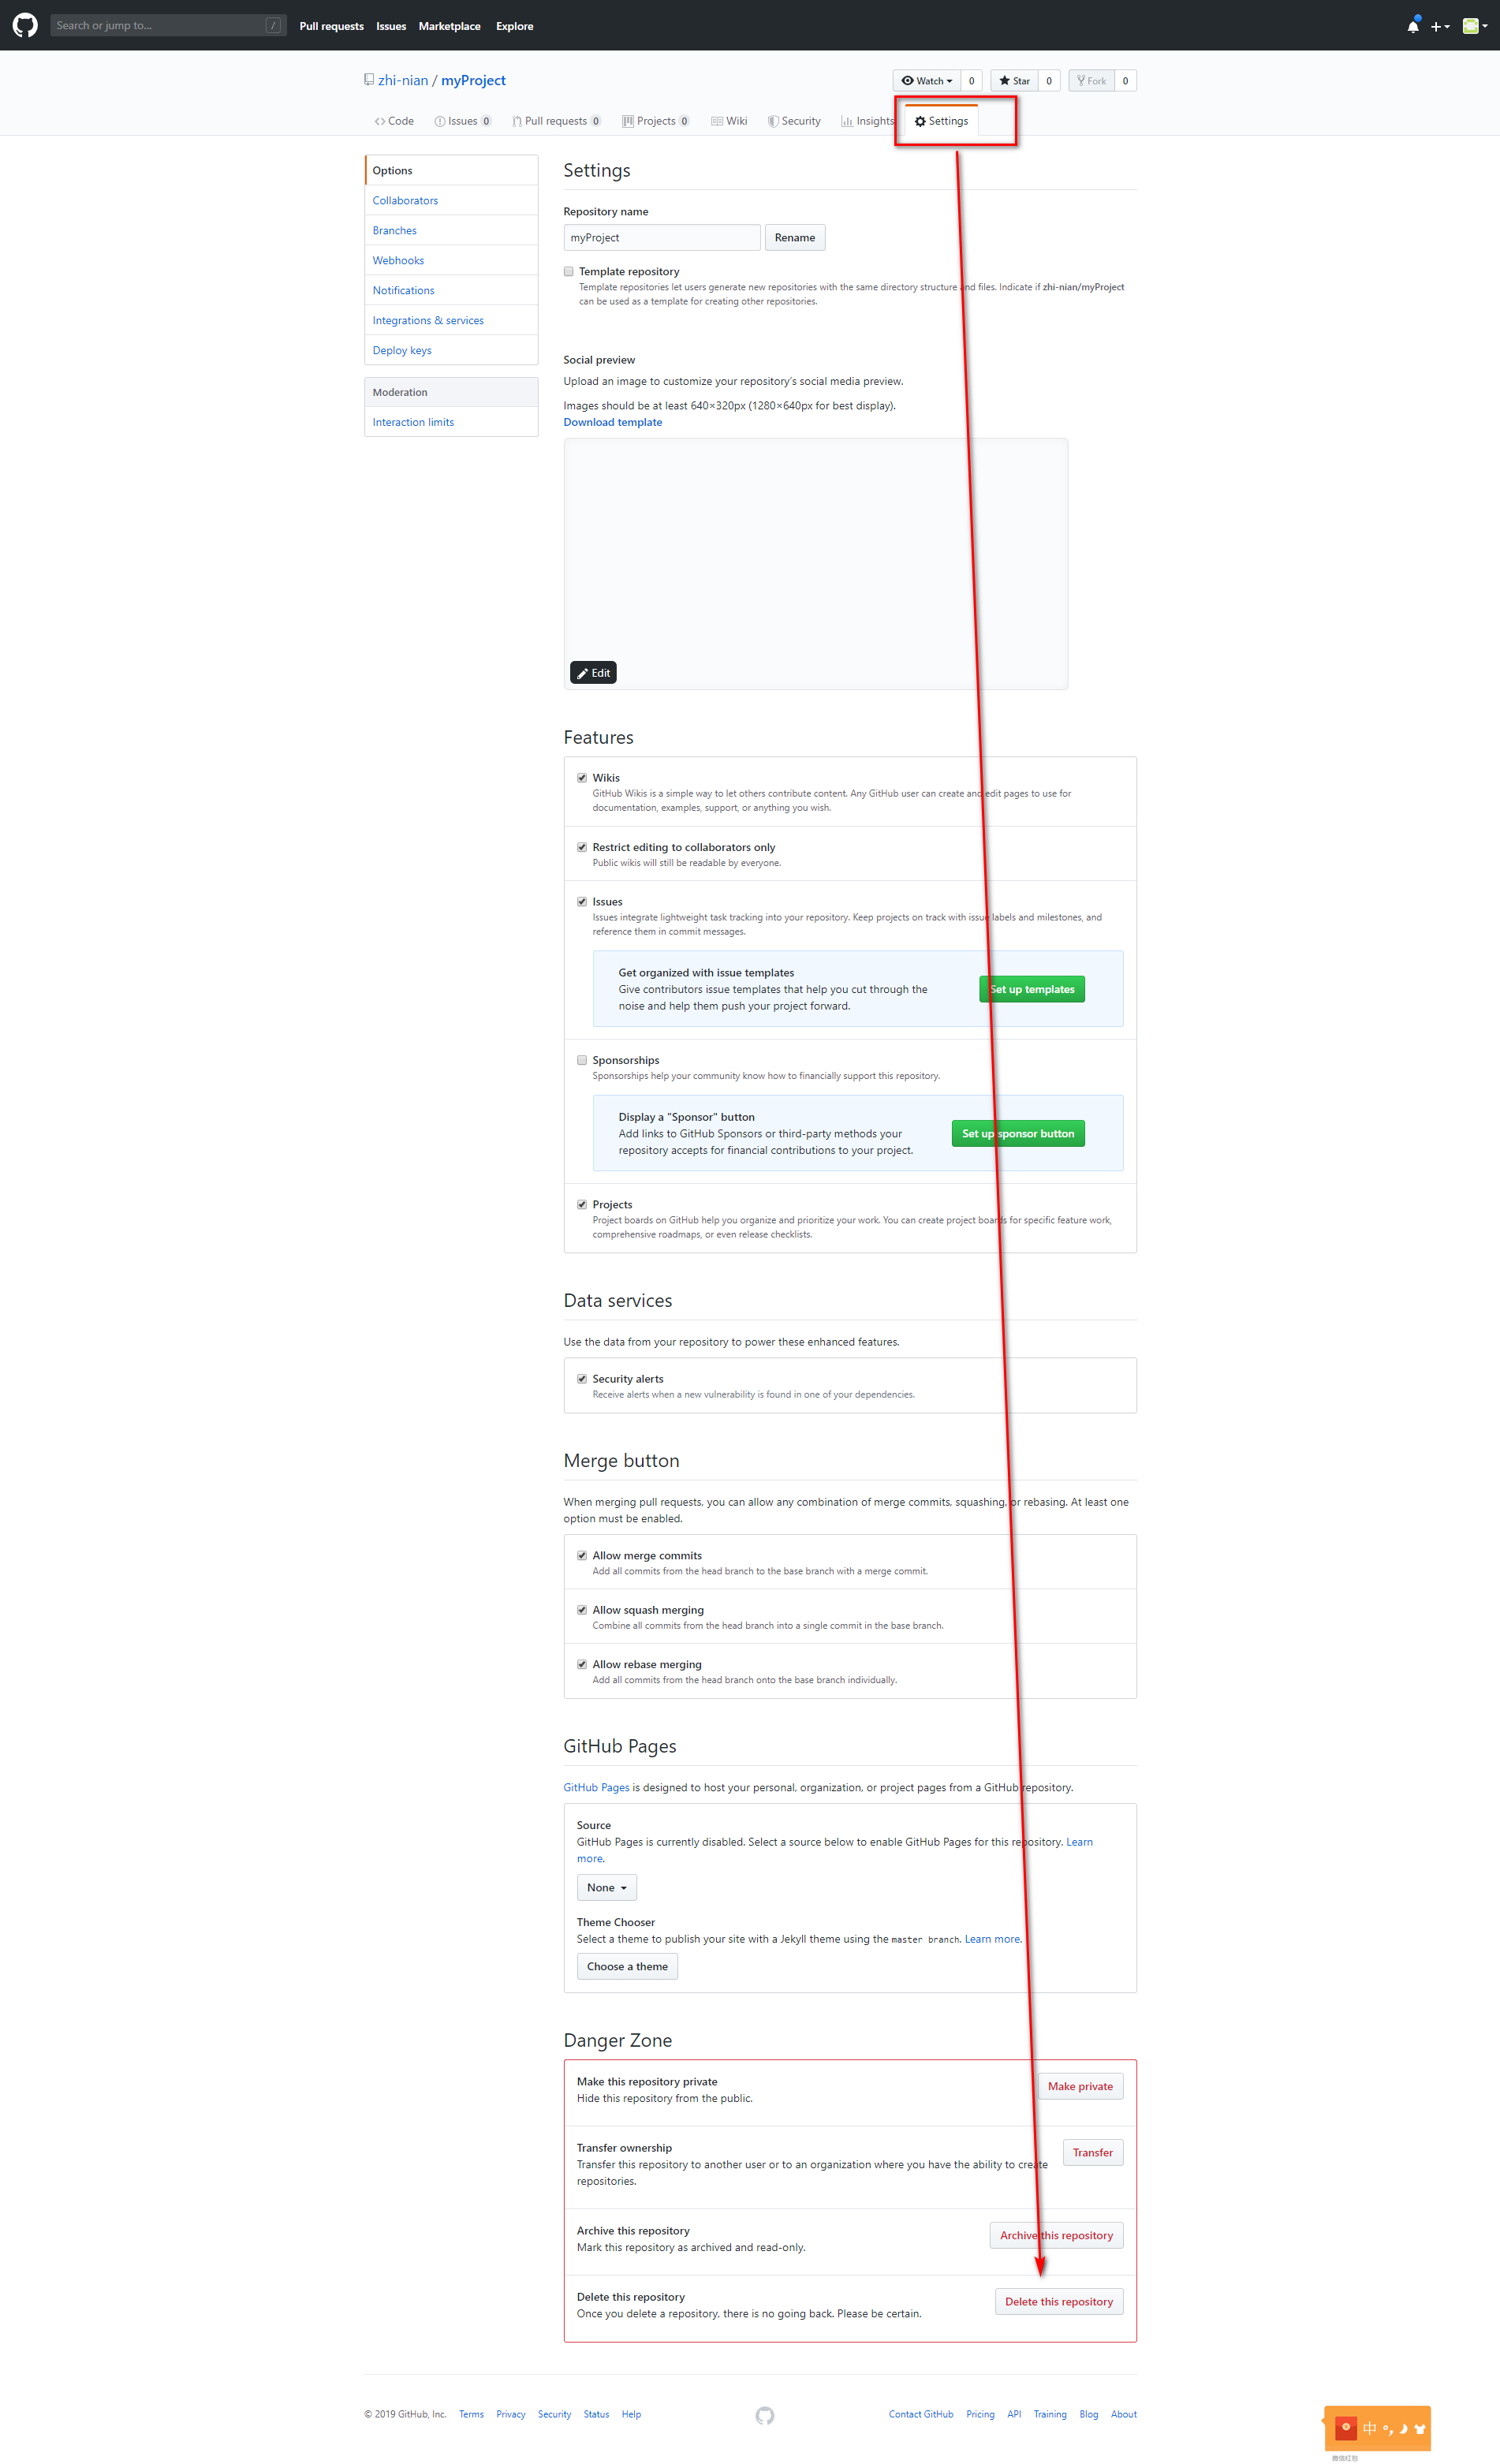 Search or jump to... /
Pull requests Issues Marketplace Explore
zhi-nian / myProject
Watch 0 Star 0 Fork 0
Code Issues 0 Pull requests 0 Projects 0 Wiki Security Insights Settings
Options
Collaborators
Branches
Webhooks
Notifications
Integrations & services
Deploy keys
Moderation
Interaction limits
Settings
Repository name
myProject Rename
Template repository
Template repositories let users generate new repositories with the same directory structure and files. Indicate if zhi-nian/myProject
can be used as a template for creating other repositories.
Social preview
Upload an image to customize your repository's social media preview.
Images should be at least 640×320px (1280×640px for best display).
Download template
Edit
Features
Wikis
GitHub Wikis is a simple way to let others contribute content. Any GitHub user can create and edit pages to use for
documentation, examples, support, or anything you wish.
Restrict editing to collaborators only
Public wikis will still be readable by everyone.
Issues
Issues integrate lightweight task tracking into your repository. Keep projects on track with issue labels and milestones, and
reference them in commit messages.
Get organized with issue templates
Give contributors issue templates that help you cut through the
noise and help them push your project forward.
Set up templates
Sponsorships
Sponsorships help your community know how to financially support this repository.
Display a "Sponsor" button
Add links to GitHub Sponsors or third-party methods your
repository accepts for financial contributions to your project.
Set up sponsor button
Projects
Project boards on GitHub help you organize and prioritize your work. You can create project boards for specific feature work,
comprehensive roadmaps, or even release checklists.
Data services
Use the data from your repository to power these enhanced features.
Security alerts
Receive alerts when a new vulnerability is found in one of your dependencies.
Merge button
When merging pull requests, you can allow any combination of merge commits, squashing, or rebasing. At least one
option must be enabled.
Allow merge commits
Add all commits from the head branch to the base branch with a merge commit.
Allow squash merging
Combine all commits from the head branch into a single commit in the base branch.
Allow rebase merging
Add all commits from the head branch onto the base branch individually.
GitHub Pages
GitHub Pages is designed to host your personal, organization, or project pages from a GitHub repository.
Source
GitHub Pages is currently disabled. Select a source below to enable GitHub Pages for this repository. Learn
more.
None
Theme Chooser
Select a theme to publish your site with a Jekyll theme using the master branch. Learn more.
Choose a theme
Danger Zone
Make this repository private
Hide this repository from the public.
Make private
Transfer ownership
Transfer this repository to another user or to an organization where you have the ability to create
repositories.
Transfer
Archive this repository
Mark this repository as archived and read-only.
Archive this repository
Delete this repository
Once you delete a repository, there is no going back. Please be certain.
Delete this repository
© 2019 GitHub, Inc. Terms Privacy Security Status Help
Contact GitHub Pricing API Training Blog About
中
微信红包